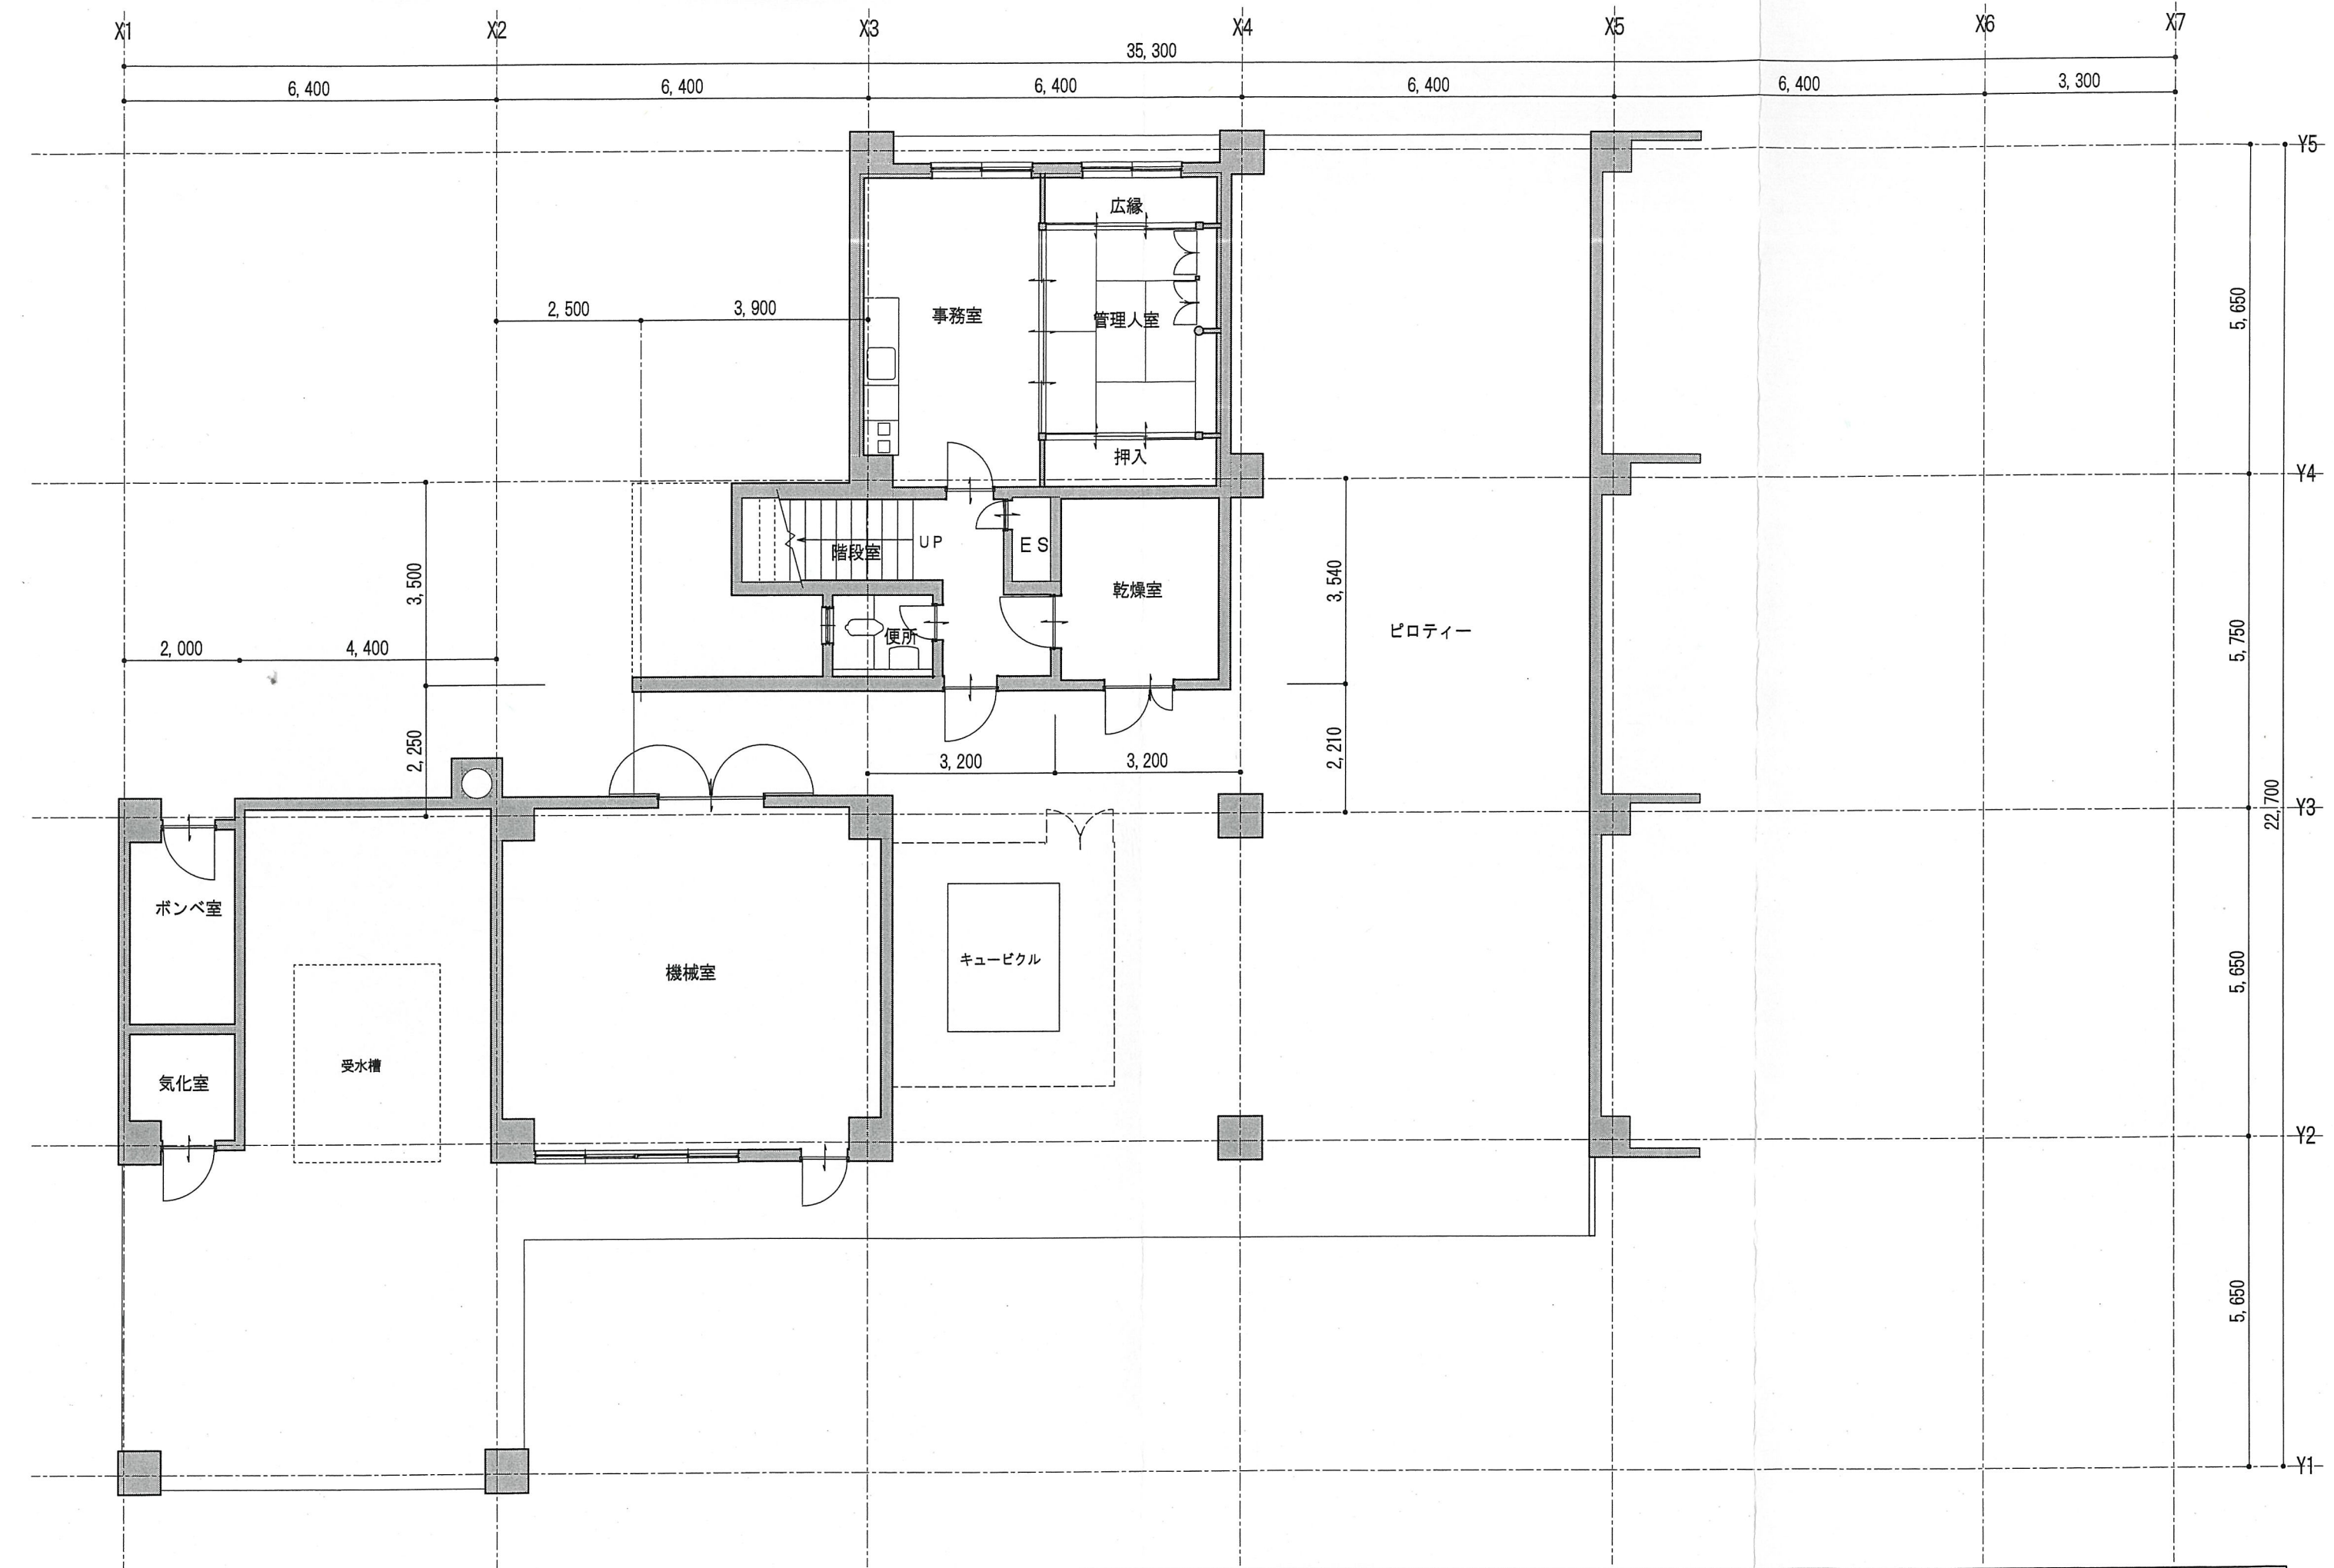 X1 X2 X3 X4 X5 X6 X7
35,300
6,400 6,400 6,400 6,400 6,400 3,300
Y5
広縁
2,500 3,900
事務室
管理人室
5,650
押入
Y4
UP
階段室
ES
3,500
乾燥室
3,540
便所
ピロティー
5,750
2,000 4,400
2,250
3,200 3,200
2,210
22,700
Y3
ボンベ室
キュービクル
機械室
5,650
受水槽
気化室
Y2
5,650
Y1